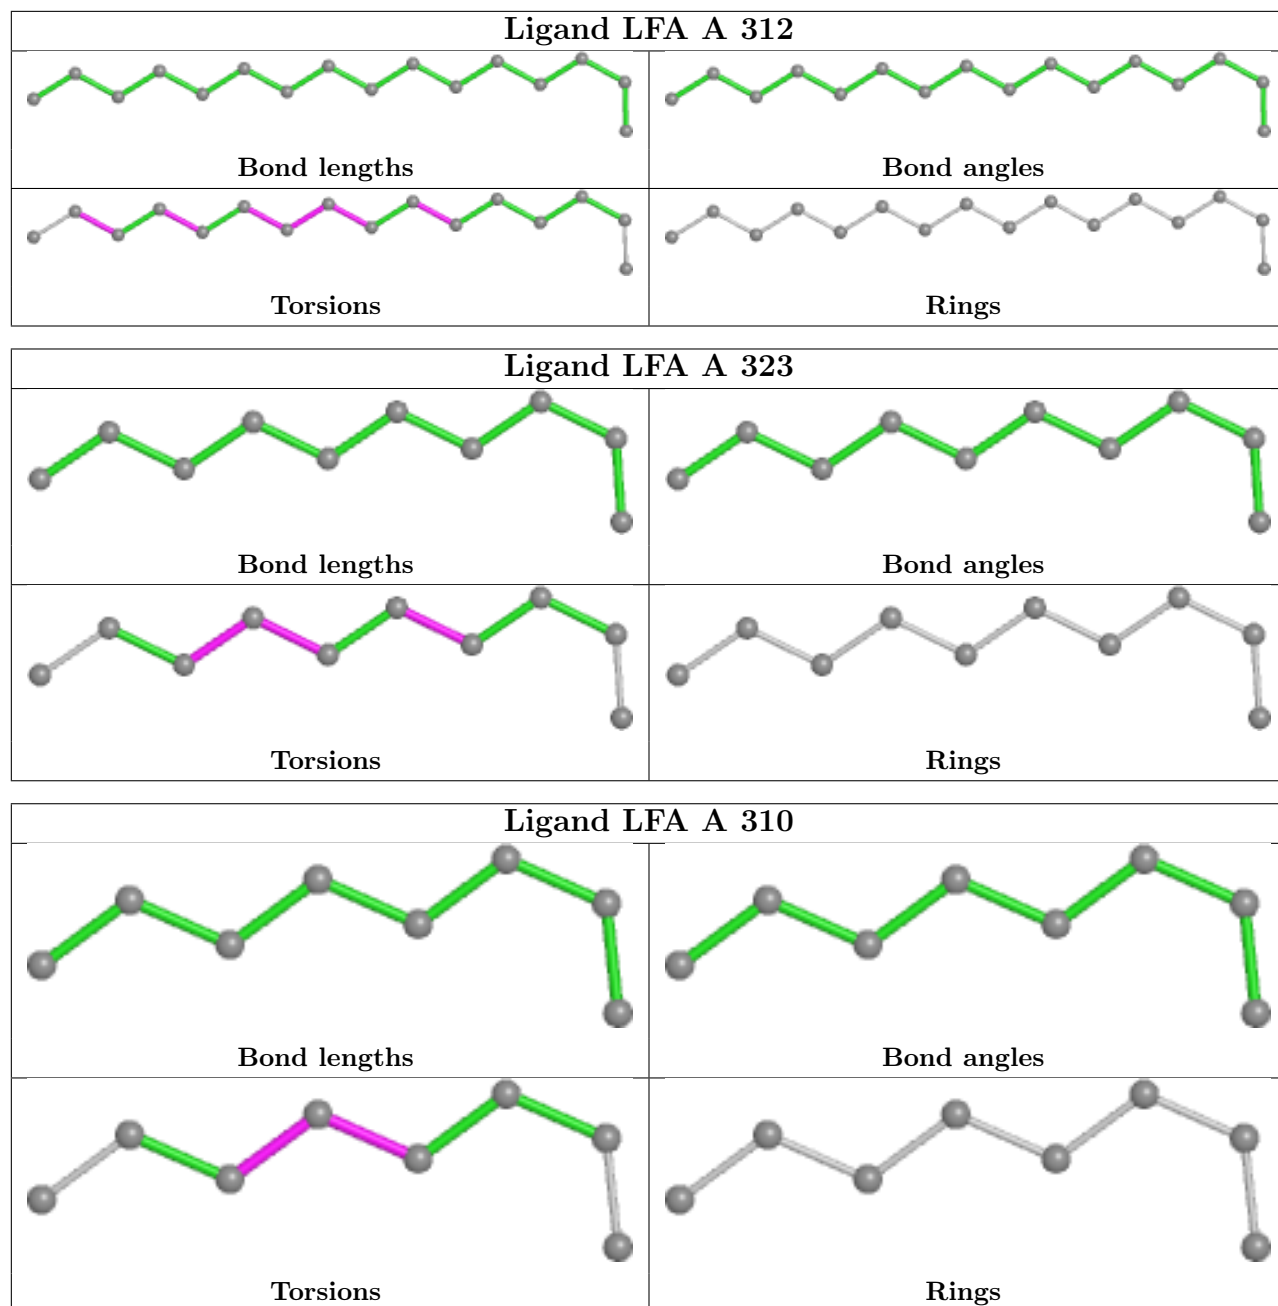 Ligand LFA A 312
Bond lengths
Bond angles
Torsions
Rings
Ligand LFA A 323
Bond lengths
Bond angles
Torsions
Rings
Ligand LFA A 310
Bond lengths
Bond angles
Torsions
Rings